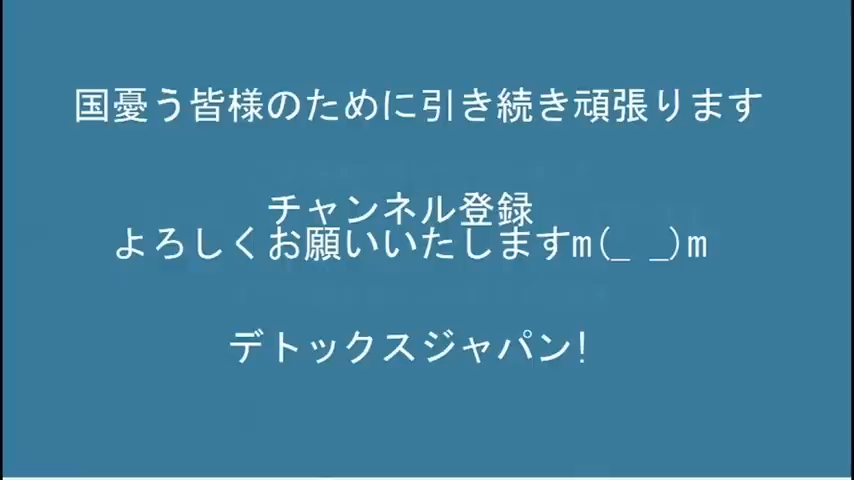 国憂う皆様のために引き続き頑張ります
チャンネル登録
よろしくお願いいたしますm(_ _)m
デトックスジャパン!